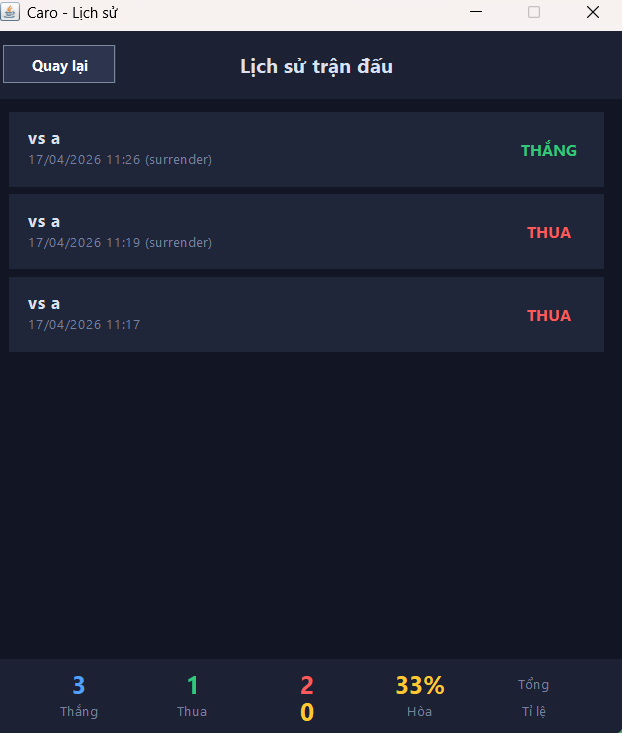 Caro - Lịch sử
Quay lại
Lịch sử trận đấu
vs a
17/04/2026 11:26 (surrender)
THẮNG
vs a
17/04/2026 11:19 (surrender)
THUA
vs a
17/04/2026 11:17
THUA
3 1 2 33% Tổng
Thắng Thua 0 Hòa Tỉ lệ